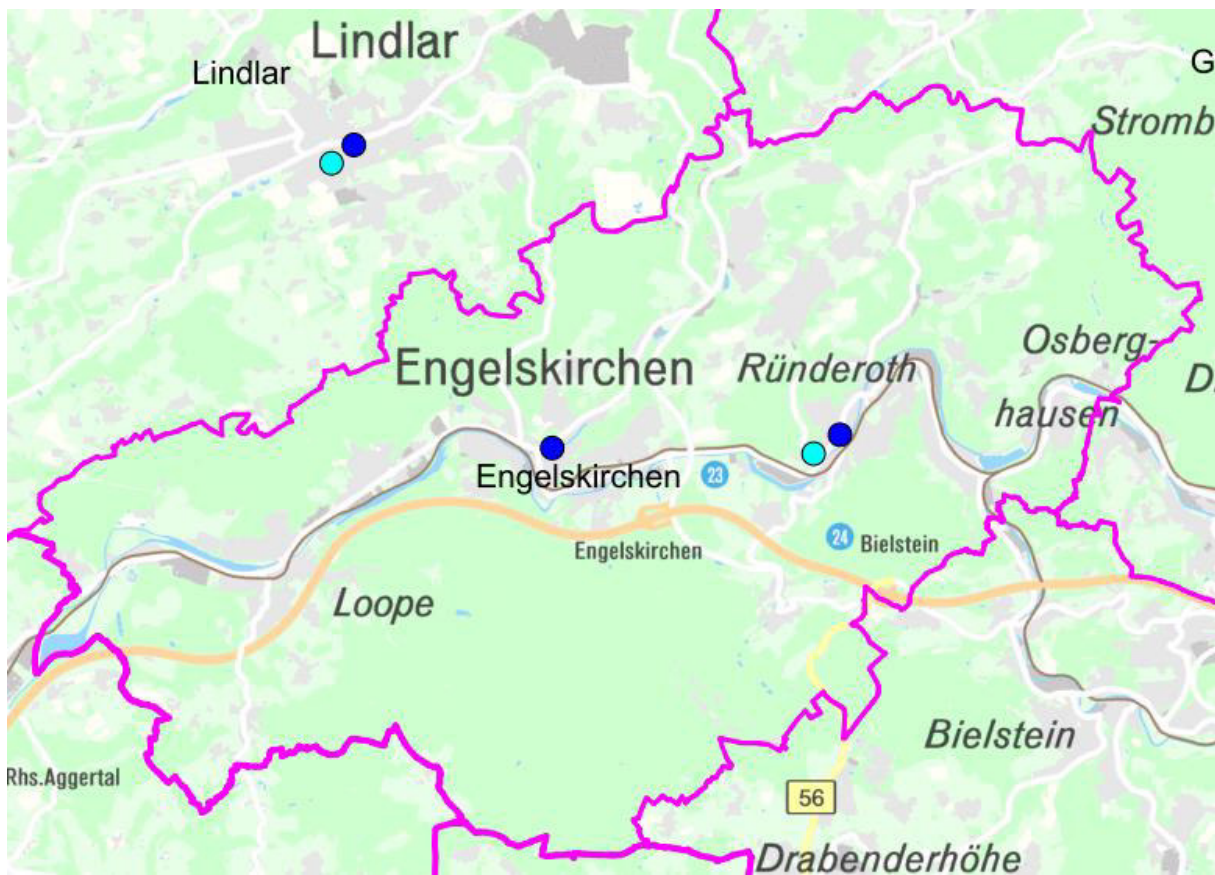 Lindlar
Lindlar
G
Stromb
Engelskirchen
Ründeroth
Osberg-
hausen
D
Engelskirchen
23
24
Engelskirchen
Bielstein
Loope
Bielstein
Rhs.Aggertal
56
Drabenderhöhe